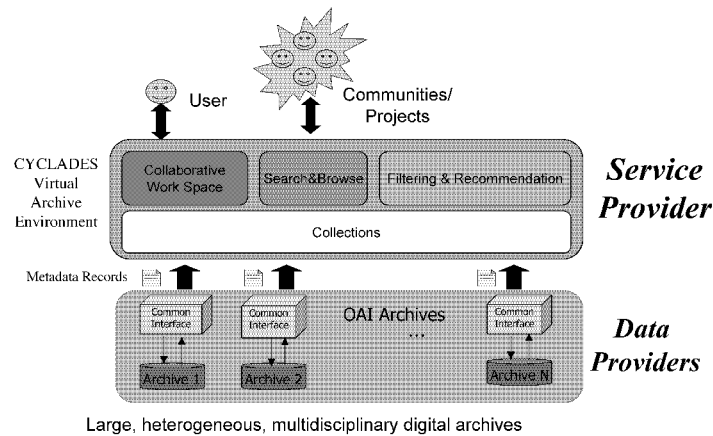 User
Communities/
Projects
CYCLADES
Virtual
Archive
Environment
Collaborative
Work Space
Search&Browse
Filtering & Recommendation
Service
Provider
Collections
Metadata Records
Common
Interface
Common
Interface
OAI Archives
...
Common
Interface
Data
Providers
Archive 1
Archive 2
Archive N
Large, heterogeneous, multidisciplinary digital archives